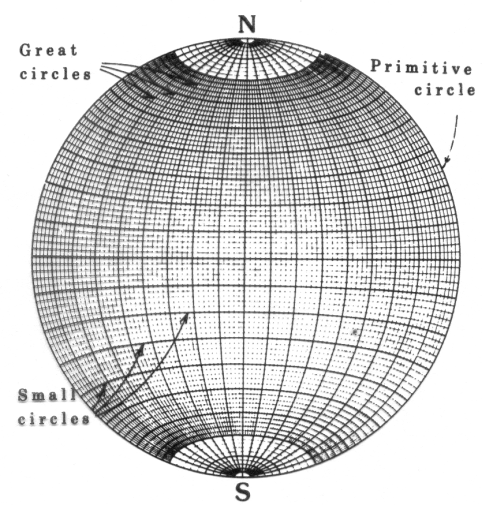 N
Great
circles
Primitive
circle
Small
circles
S